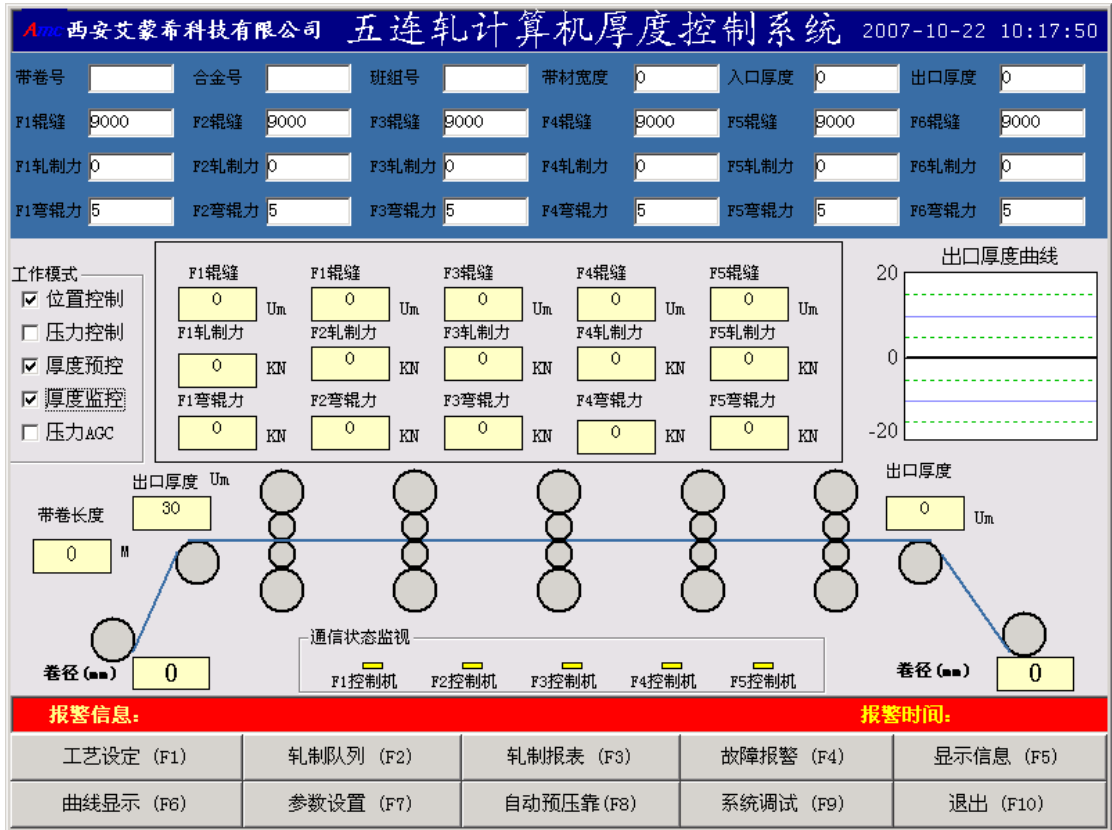 Amc 西安艾蒙希科技有限公司 五连轧计算机厚度控制系统 2007-10-22 10:17:50
带卷号 合金号 班组号 带材宽度 0 入口厚度 0 出口厚度 0
F1辊缝 9000 F2辊缝 9000 F3辊缝 9000 F4辊缝 9000 F5辊缝 9000 F6辊缝 9000
F1轧制力 0 F2轧制力 0 F3轧制力 0 F4轧制力 0 F5轧制力 0 F6轧制力 0
F1弯辊力 5 F2弯辊力 5 F3弯辊力 5 F4弯辊力 5 F5弯辊力 5 F6弯辊力 5
工作模式
位置控制
压力控制
厚度预控
厚度监控
压力AGC
F1辊缝 F1辊缝 F3辊缝 F4辊缝 F5辊缝
0 Um 0 Um 0 Um 0 Um 0 Um
F1轧制力 F2轧制力 F3轧制力 F4轧制力 F5轧制力
0 KN 0 KN 0 KN 0 KN 0 KN
F1弯辊力 F2弯辊力 F3弯辊力 F4弯辊力 F5弯辊力
0 KN 0 KN 0 KN 0 KN 0 KN
出口厚度曲线
20
0
-20
出口厚度 Um
30
带卷长度
0 M
出口厚度
0 Um
卷径(mm) 0
通信状态监视
F1控制机 F2控制机 F3控制机 F4控制机 F5控制机
卷径(mm) 0
报警信息: 报警时间:
工艺设定 (F1) 轧制队列 (F2) 轧制报表 (F3) 故障报警 (F4) 显示信息 (F5)
曲线显示 (F6) 参数设置 (F7) 自动预压靠(F8) 系统调试 (F9) 退出 (F10)